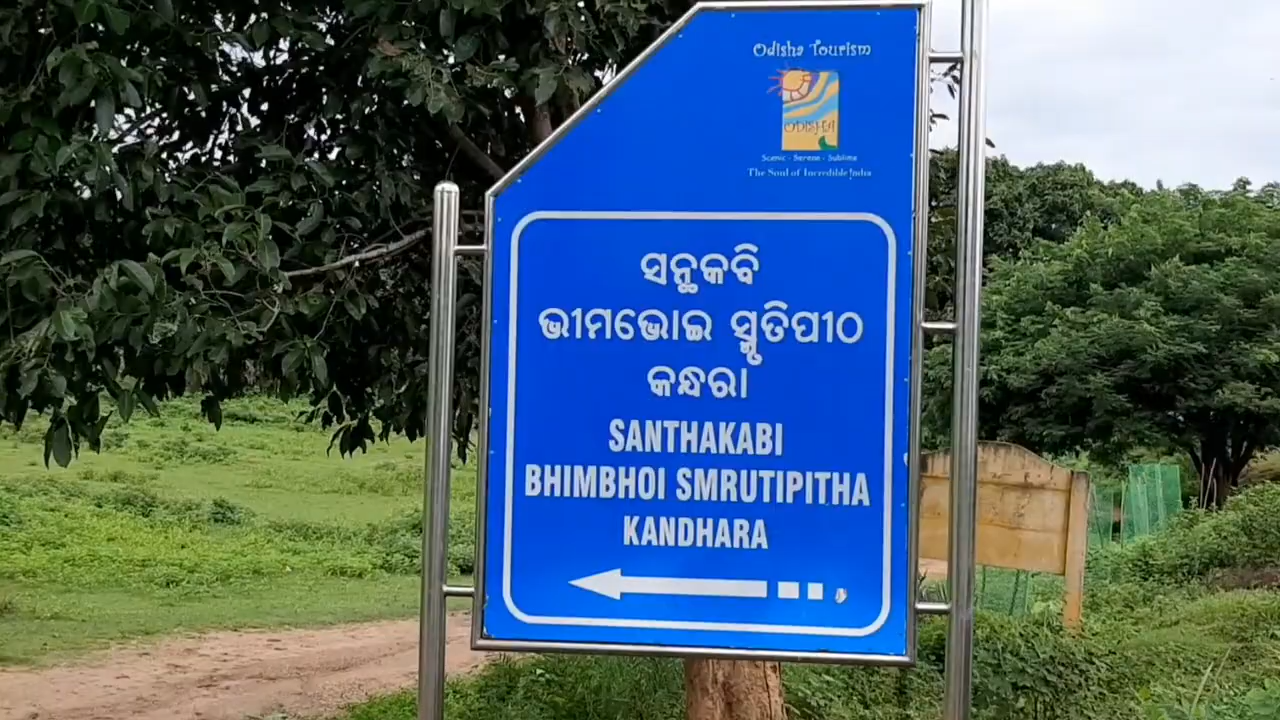 Odisha Tourism
ODISHA
Scenic - Serene - Sublime
The Soul of Incredible India
ସନ୍ଥକବି
ଭୀମଭୋଇ ସ୍ମୃତିପୀଠ
କନ୍ଧରା
SANTHAKABI
BHIMBHOI SMRUTIPITHA
KANDHARA